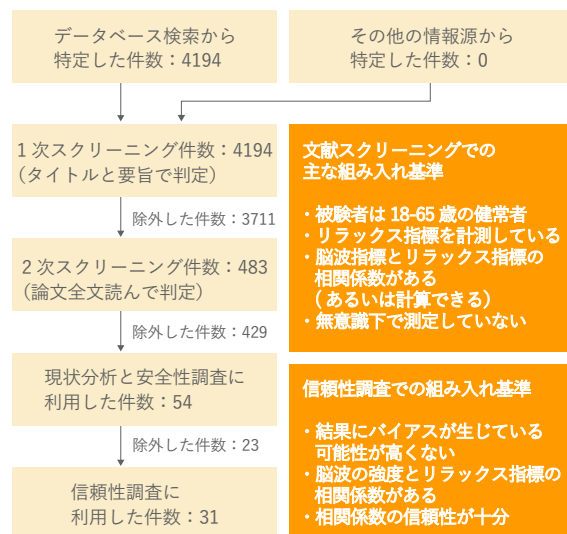 データベース検索から
特定した件数：4194
その他の情報源から
特定した件数：0
1次スクリーニング件数：4194
（タイトルと要旨で判定）
除外した件数：3711
2次スクリーニング件数：483
（論文全文読んで判定）
除外した件数：429
現状分析と安全性調査に
利用した件数：54
除外した件数：23
信頼性調査に
利用した件数：31
文献スクリーニングでの
主な組み入れ基準
・被験者は18-65歳の健常者
・リラックス指標を計測している
・脳波指標とリラックス指標の
相関係数がある
（あるいは計算できる）
・無意識下で測定していない
信頼性調査での組み入れ基準
・結果にバイアスが生じている
可能性が高くない
・脳波の強度とリラックス指標の
相関係数がある
・相関係数の信頼性が十分